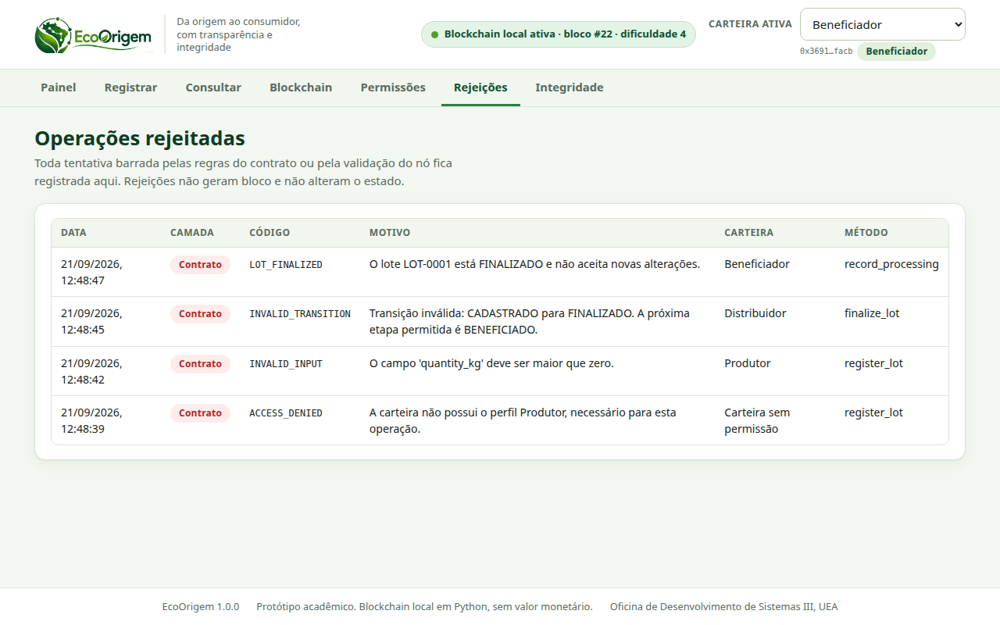 EcoOrigem
Da origem ao consumidor,
com transparência e
integridade
Blockchain local ativa · bloco #22 · dificuldade 4
CARTEIRA ATIVA
Beneficiador
0x3691…facb Beneficiador
Painel Registrar Consultar Blockchain Permissões Rejeições Integridade
Operações rejeitadas
Toda tentativa barrada pelas regras do contrato ou pela validação do nó fica
registrada aqui. Rejeições não geram bloco e não alteram o estado.
DATA CAMADA CÓDIGO MOTIVO CARTEIRA MÉTODO
21/09/2026, Contrato LOT_FINALIZED O lote LOT-0001 está FINALIZADO e não aceita novas alterações. Beneficiador record_processing
12:48:47
21/09/2026, Contrato INVALID_TRANSITION Transição inválida: CADASTRADO para FINALIZADO. A próxima Distribuidor finalize_lot
12:48:45 etapa permitida é BENEFICIADO.
21/09/2026, Contrato INVALID_INPUT O campo 'quantity_kg' deve ser maior que zero. Produtor register_lot
12:48:42
21/09/2026, Contrato ACCESS_DENIED A carteira não possui o perfil Produtor, necessário para esta Carteira sem register_lot
12:48:39 operação. permissão
EcoOrigem 1.0.0 Protótipo acadêmico. Blockchain local em Python, sem valor monetário. Oficina de Desenvolvimento de Sistemas III, UEA